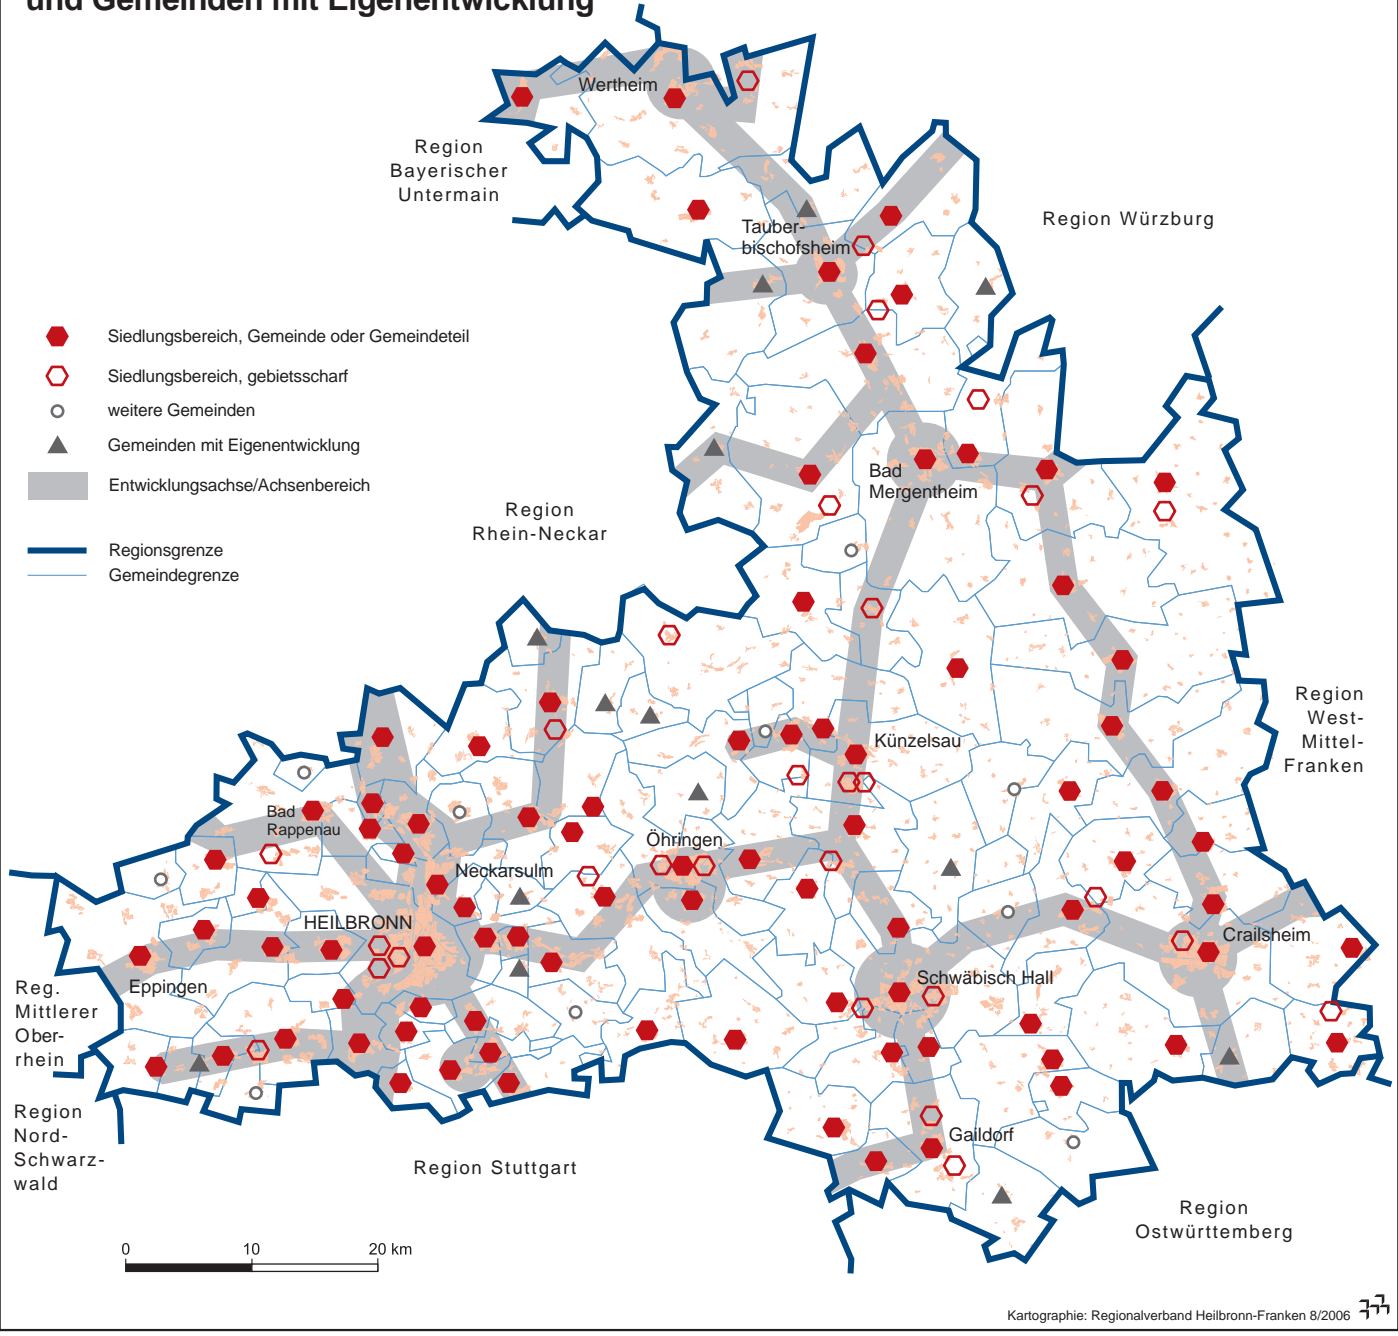 und Gemeinden mit Eigenentwicklung
Wertheim
Region
Bayerischer
Untermain
Region Würzburg
Tauber-
bischofsheim
Siedlungsbereich, Gemeinde oder Gemeindeteil
Siedlungsbereich, gebietsscharf
weitere Gemeinden
Gemeinden mit Eigenentwicklung
Entwicklungsachse/Achsenbereich
Regionsgrenze
Gemeindegrenze
Bad
Mergentheim
Region
Rhein-Neckar
Region
West-
Mittel-
Franken
Künzelsau
Bad
Rappenau
Öhringen
Neckarsulm
HEILBRONN
Crailsheim
Schwäbisch Hall
Eppingen
Reg.
Mittlerer
Ober-
rhein
Region
Nord-
Schwarz-
wald
Gaildorf
Region Stuttgart
Region
Ostwürttemberg
0 10 20 km
Kartographie: Regionalverband Heilbronn-Franken 8/2006